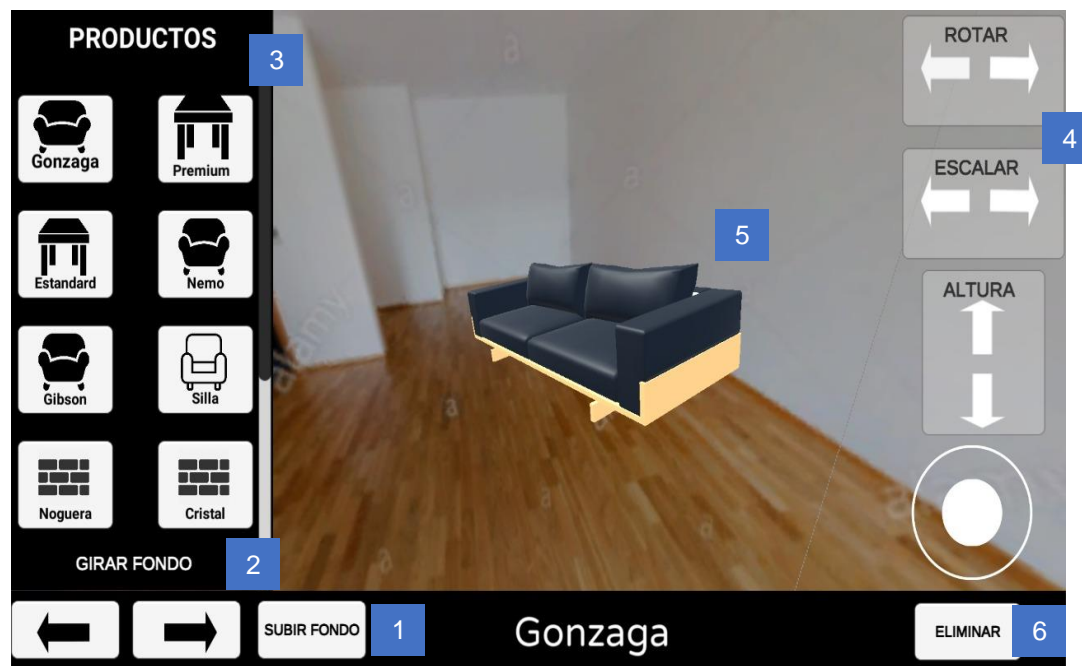 PRODUCTOS
3
Gonzaga
Premium
Estandard
Nemo
Gibson
Silla
Noguera
Cristal
GIRAR FONDO
2
SUBIR FONDO
1
Gonzaga
ELIMINAR
6
ROTAR
4
ESCALAR
ALTURA
5
alamy
a
a
a
a
a
a
a